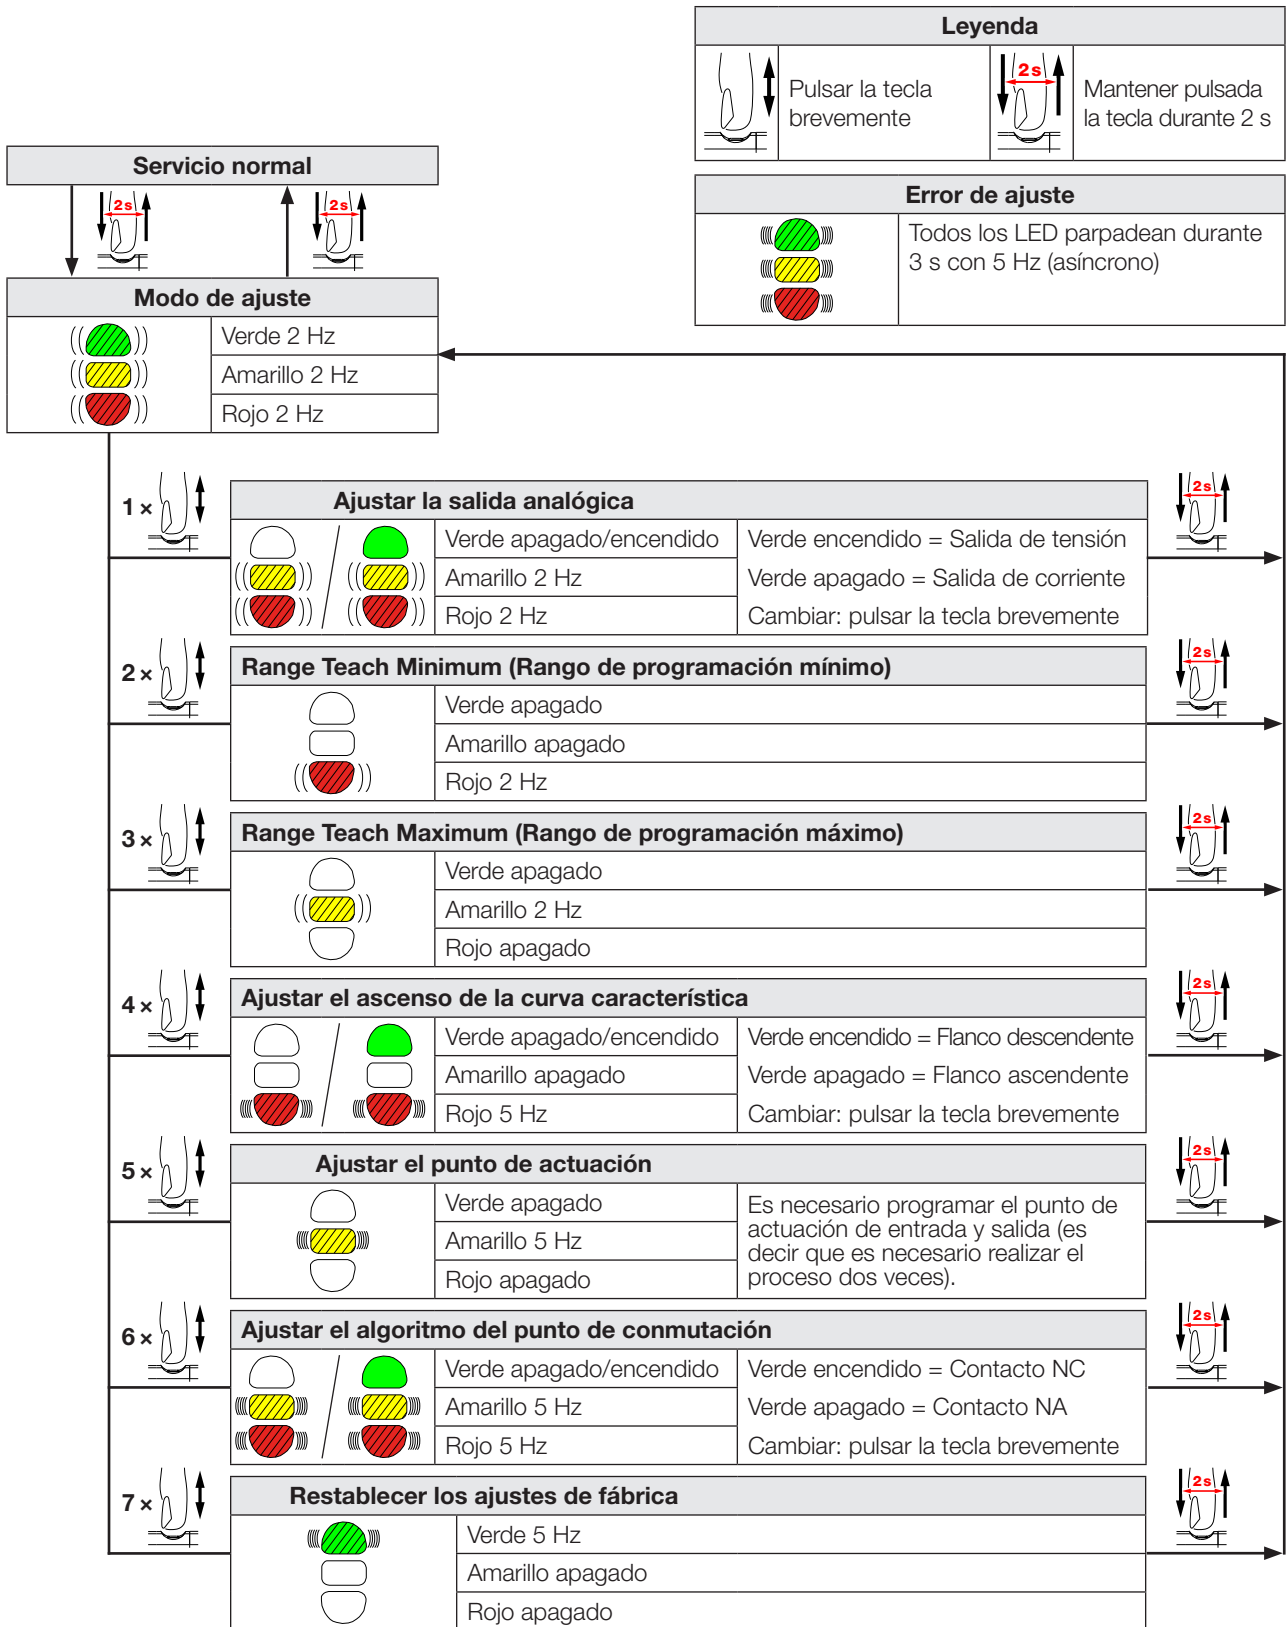 Leyenda
Pulsar la tecla
brevemente
2s
Mantener pulsada
la tecla durante 2 s
Servicio normal
2s
2s
Error de ajuste
Todos los LED parpadean durante
3 s con 5 Hz (asíncrono)
Modo de ajuste
Verde 2 Hz
Amarillo 2 Hz
Rojo 2 Hz
1 ×
Ajustar la salida analógica
2s
Verde apagado/encendido
Verde encendido = Salida de tensión
Amarillo 2 Hz
Verde apagado = Salida de corriente
Rojo 2 Hz
Cambiar: pulsar la tecla brevemente
2 ×
Range Teach Minimum (Rango de programación mínimo)
2s
Verde apagado
Amarillo apagado
Rojo 2 Hz
3 ×
Range Teach Maximum (Rango de programación máximo)
2s
Verde apagado
Amarillo 2 Hz
Rojo apagado
4 ×
Ajustar el ascenso de la curva característica
2s
Verde apagado/encendido
Verde encendido = Flanco descendente
Amarillo apagado
Verde apagado = Flanco ascendente
Rojo 5 Hz
Cambiar: pulsar la tecla brevemente
5 ×
Ajustar el punto de actuación
2s
Verde apagado
Amarillo 5 Hz
Rojo apagado
Es necesario programar el punto de
actuación de entrada y salida (es
decir que es necesario realizar el
proceso dos veces).
6 ×
Ajustar el algoritmo del punto de conmutación
2s
Verde apagado/encendido
Verde encendido = Contacto NC
Amarillo 5 Hz
Verde apagado = Contacto NA
Rojo 5 Hz
Cambiar: pulsar la tecla brevemente
7 ×
Restablecer los ajustes de fábrica
2s
Verde 5 Hz
Amarillo apagado
Rojo apagado